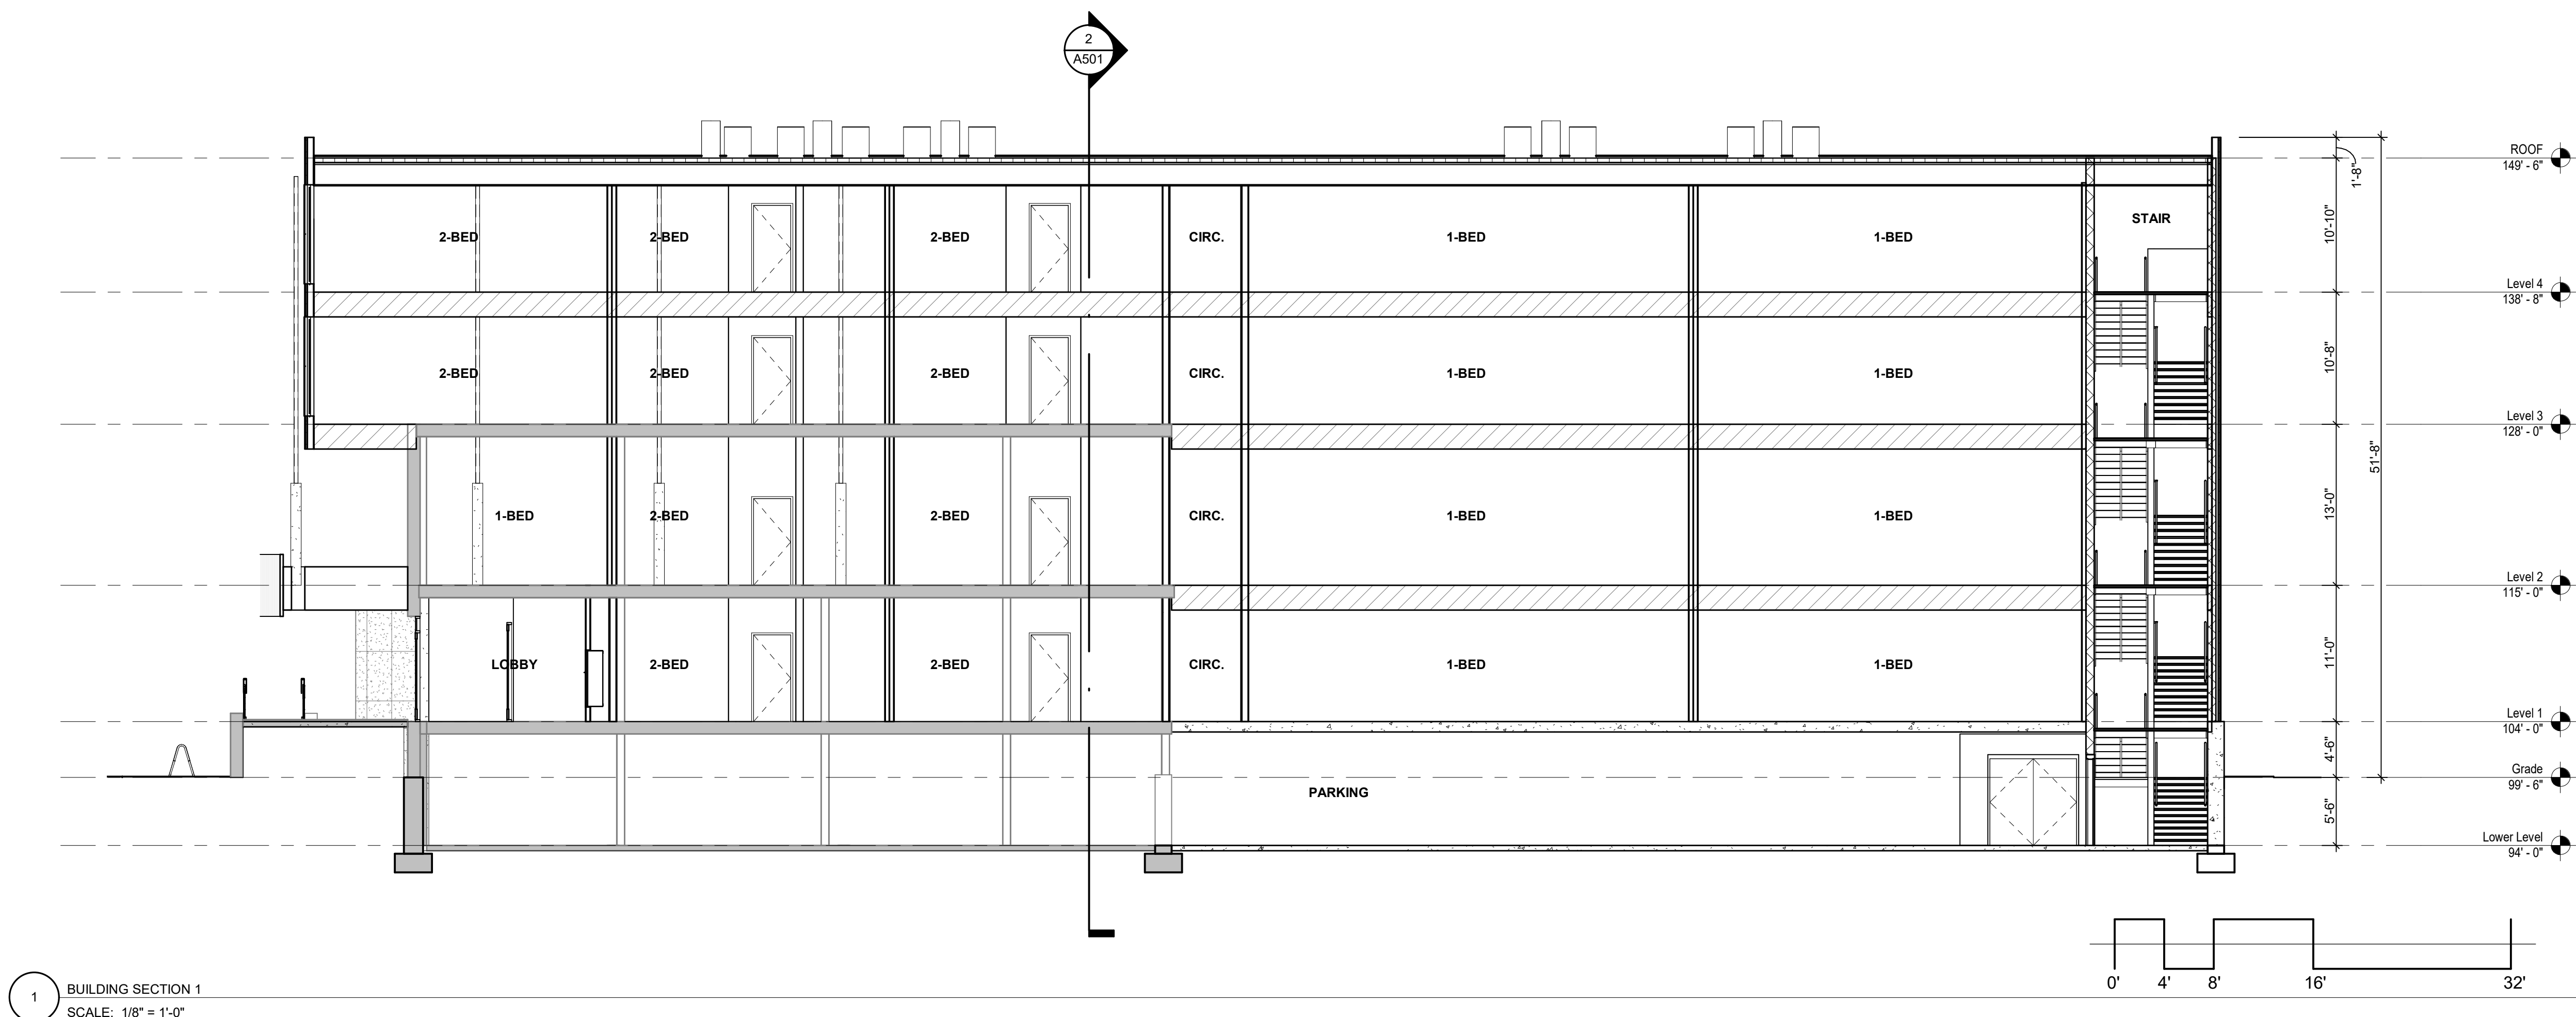 2
A501
ROOF
149' - 6"
1'-8"
STAIR
2-BED
2-BED
2-BED
CIRC.
1-BED
1-BED
10'-10"
Level 4
138' - 8"
2-BED
2-BED
2-BED
CIRC.
1-BED
1-BED
10'-8"
Level 3
128' - 0"
51'-8"
1-BED
2-BED
2-BED
CIRC.
1-BED
1-BED
13'-0"
Level 2
115' - 0"
LOBBY
2-BED
2-BED
CIRC.
1-BED
1-BED
11'-0"
Level 1
104' - 0"
4'-6"
Grade
99' - 6"
PARKING
5'-6"
Lower Level
94' - 0"
0' 4' 8' 16' 32'
1
BUILDING SECTION 1
SCALE: 1/8" = 1'-0"